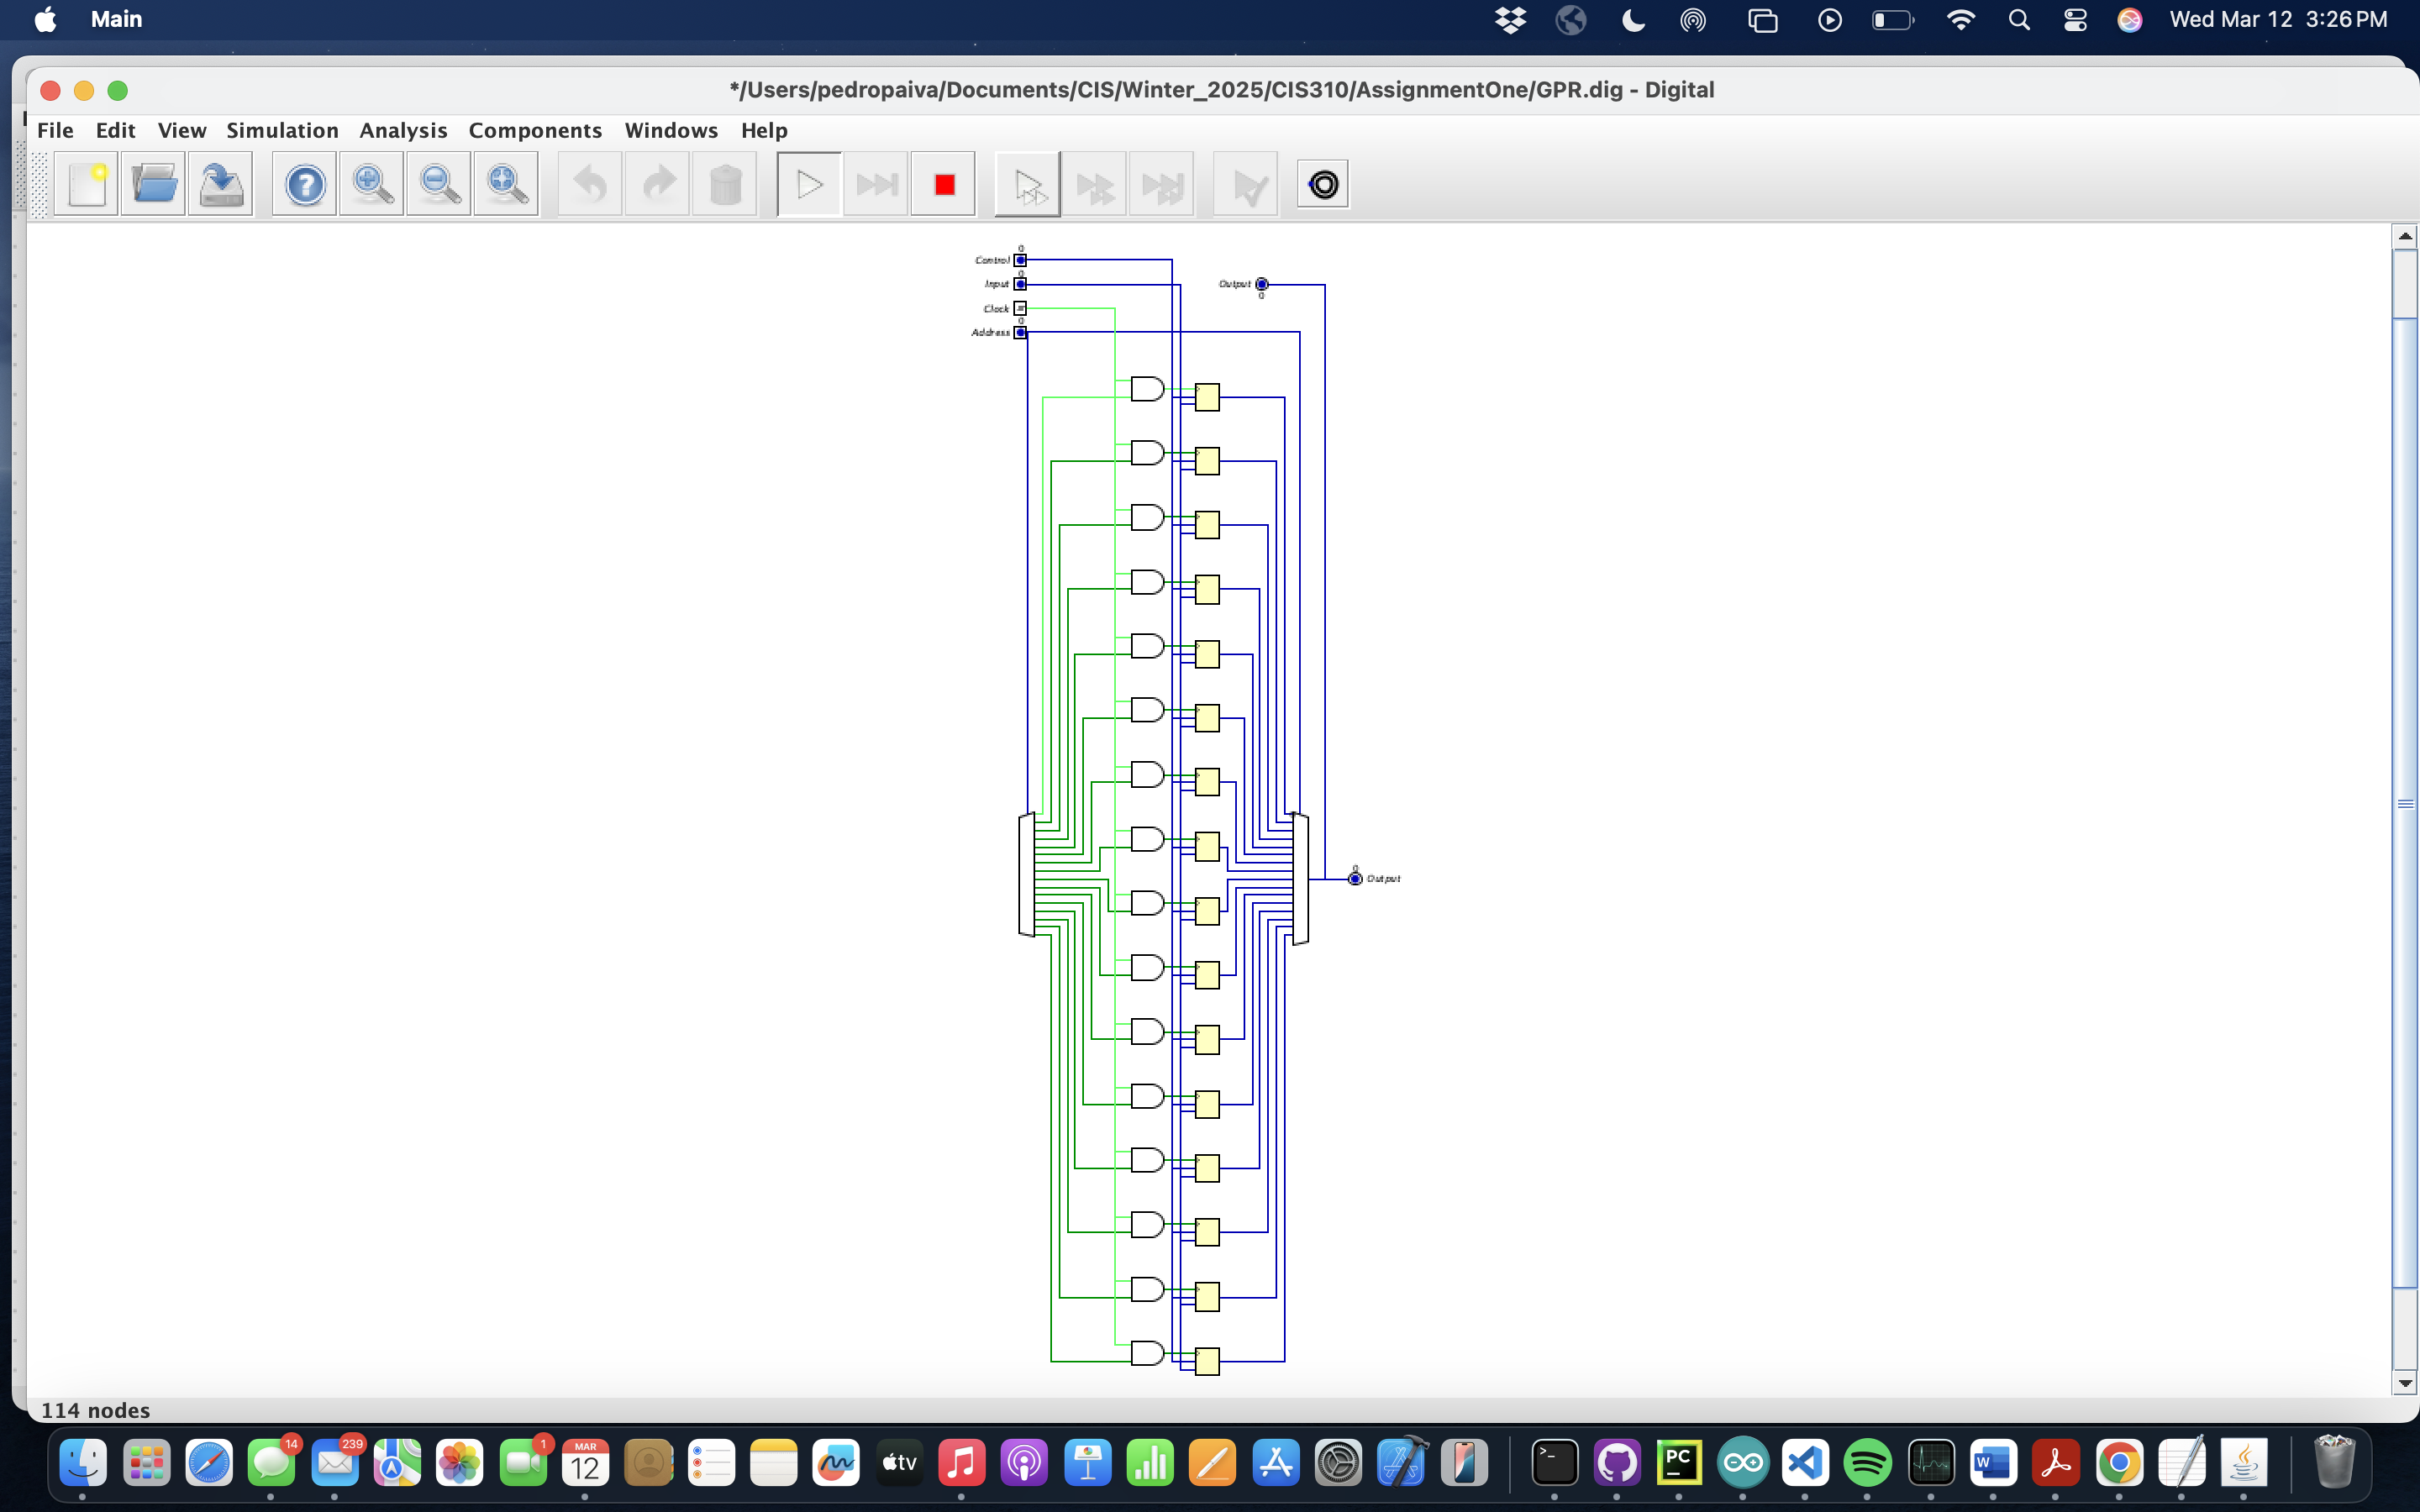 Main
Wed Mar 12 3:26 PM
*/Users/pedropaiva/Documents/CIS/Winter_2025/CIS310/AssignmentOne/GPR.dig - Digital
File Edit View Simulation Analysis Components Windows Help
0
Control
0
Input
Output
0
Clock
0
Address
0
Output
114 nodes
14
239
1
MAR
12
tv
PC
W